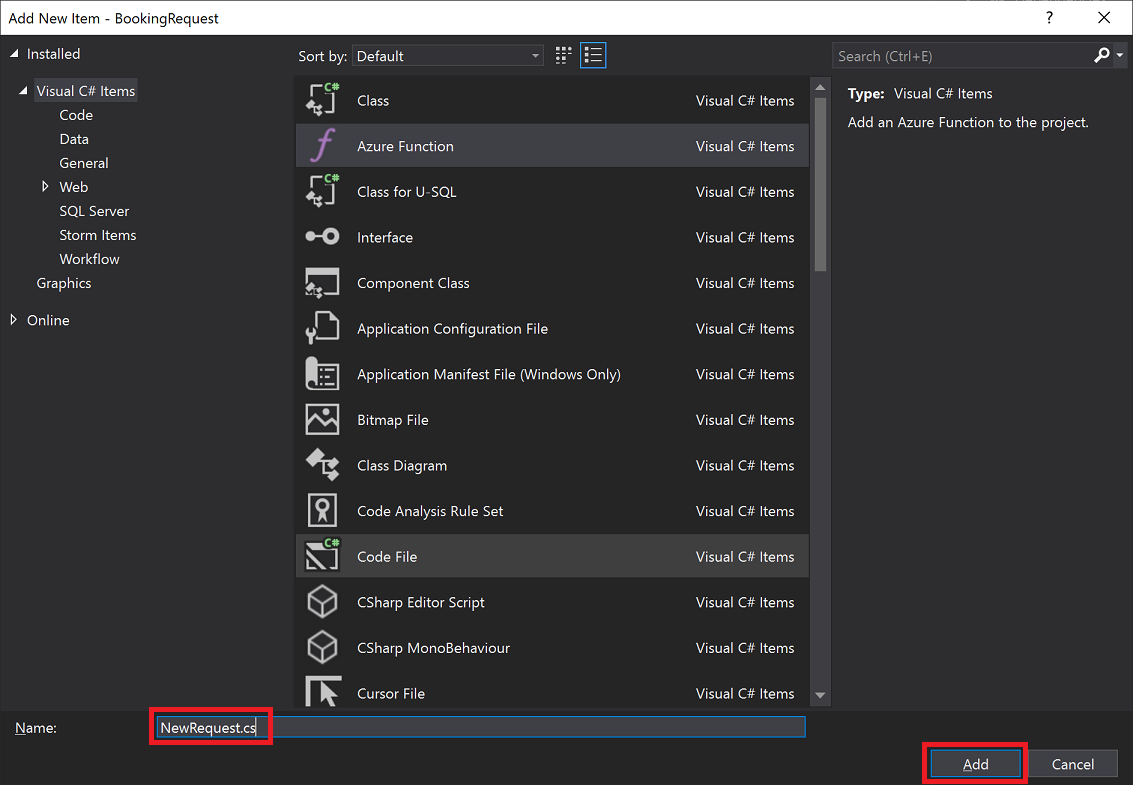 Add New Item - BookingRequest
?
Installed
Visual C# Items
Code
Data
General
Web
SQL Server
Storm Items
Workflow
Graphics
Online
Sort by: Default
C# Class Visual C# Items
Azure Function Visual C# Items
C# Class for U-SQL Visual C# Items
Interface Visual C# Items
Component Class Visual C# Items
Application Configuration File Visual C# Items
Application Manifest File (Windows Only) Visual C# Items
Bitmap File Visual C# Items
Class Diagram Visual C# Items
Code Analysis Rule Set Visual C# Items
C# Code File Visual C# Items
CSharp Editor Script Visual C# Items
CSharp MonoBehaviour Visual C# Items
Cursor File Visual C# Items
Search (Ctrl+E)
Type: Visual C# Items
Add an Azure Function to the project.
Name: NewRequest.cs
Add Cancel